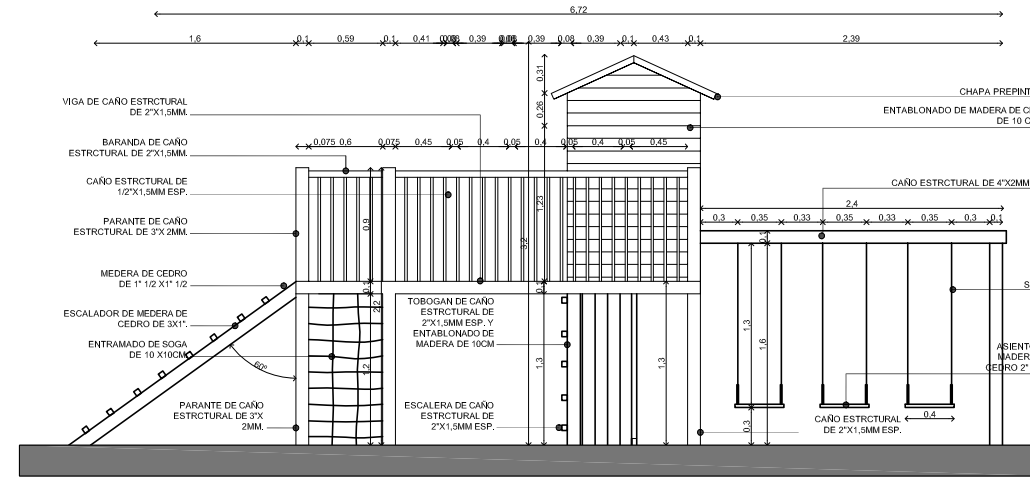 6,72
1,6
0,1
0,59
0,1
0,41
0,39
0,39
0,08
0,39
0,1
0,43
0,1
2,39
0,31
0,26
VIGA DE CAÑO ESTRCTURAL
DE 2"X1,5MM.
CHAPA PREPINT
ENTABLONADO DE MADERA DE C
DE 10 C
BARANDA DE CAÑO
ESTRCTURAL DE 2"X1,5MM.
0,075
0,6
0,075
0,45
0,05
0,4
0,05
0,4
0,05
0,4
0,05
0,45
CAÑO ESTRCTURAL DE
1/2"X1,5MM ESP.
CAÑO ESTRCTURAL DE 4"X2MM
1,23
2,4
0,3
0,35
0,33
0,35
0,33
0,35
0,3
0,1
PARANTE DE CAÑO
ESTRCTURAL DE 3"X 2MM.
0,9
3,2
0,1
MEDERA DE CEDRO
DE 1" 1/2 X1" 1/2
0,1
0,1
2,2
S
ESCALADOR DE MEDERA DE
CEDRO DE 3X1".
TOBOGAN DE CAÑO
ESTRCTURAL DE
2"X1,5MM ESP. Y
ENTABLONADO DE
MADERA DE 10CM
1,3
ENTRAMADO DE SOGA
DE 10 X10CM
60º
1,2
1,3
1,3
1,6
ASIENT
MADER
CEDRO 2"
PARANTE DE CAÑO
ESTRCTURAL DE 3"X
2MM.
ESCALERA DE CAÑO
ESTRCTURAL DE
2"X1,5MM ESP.
0,3
0,4
CAÑO ESTRCTURAL
DE 2"X1,5MM ESP.